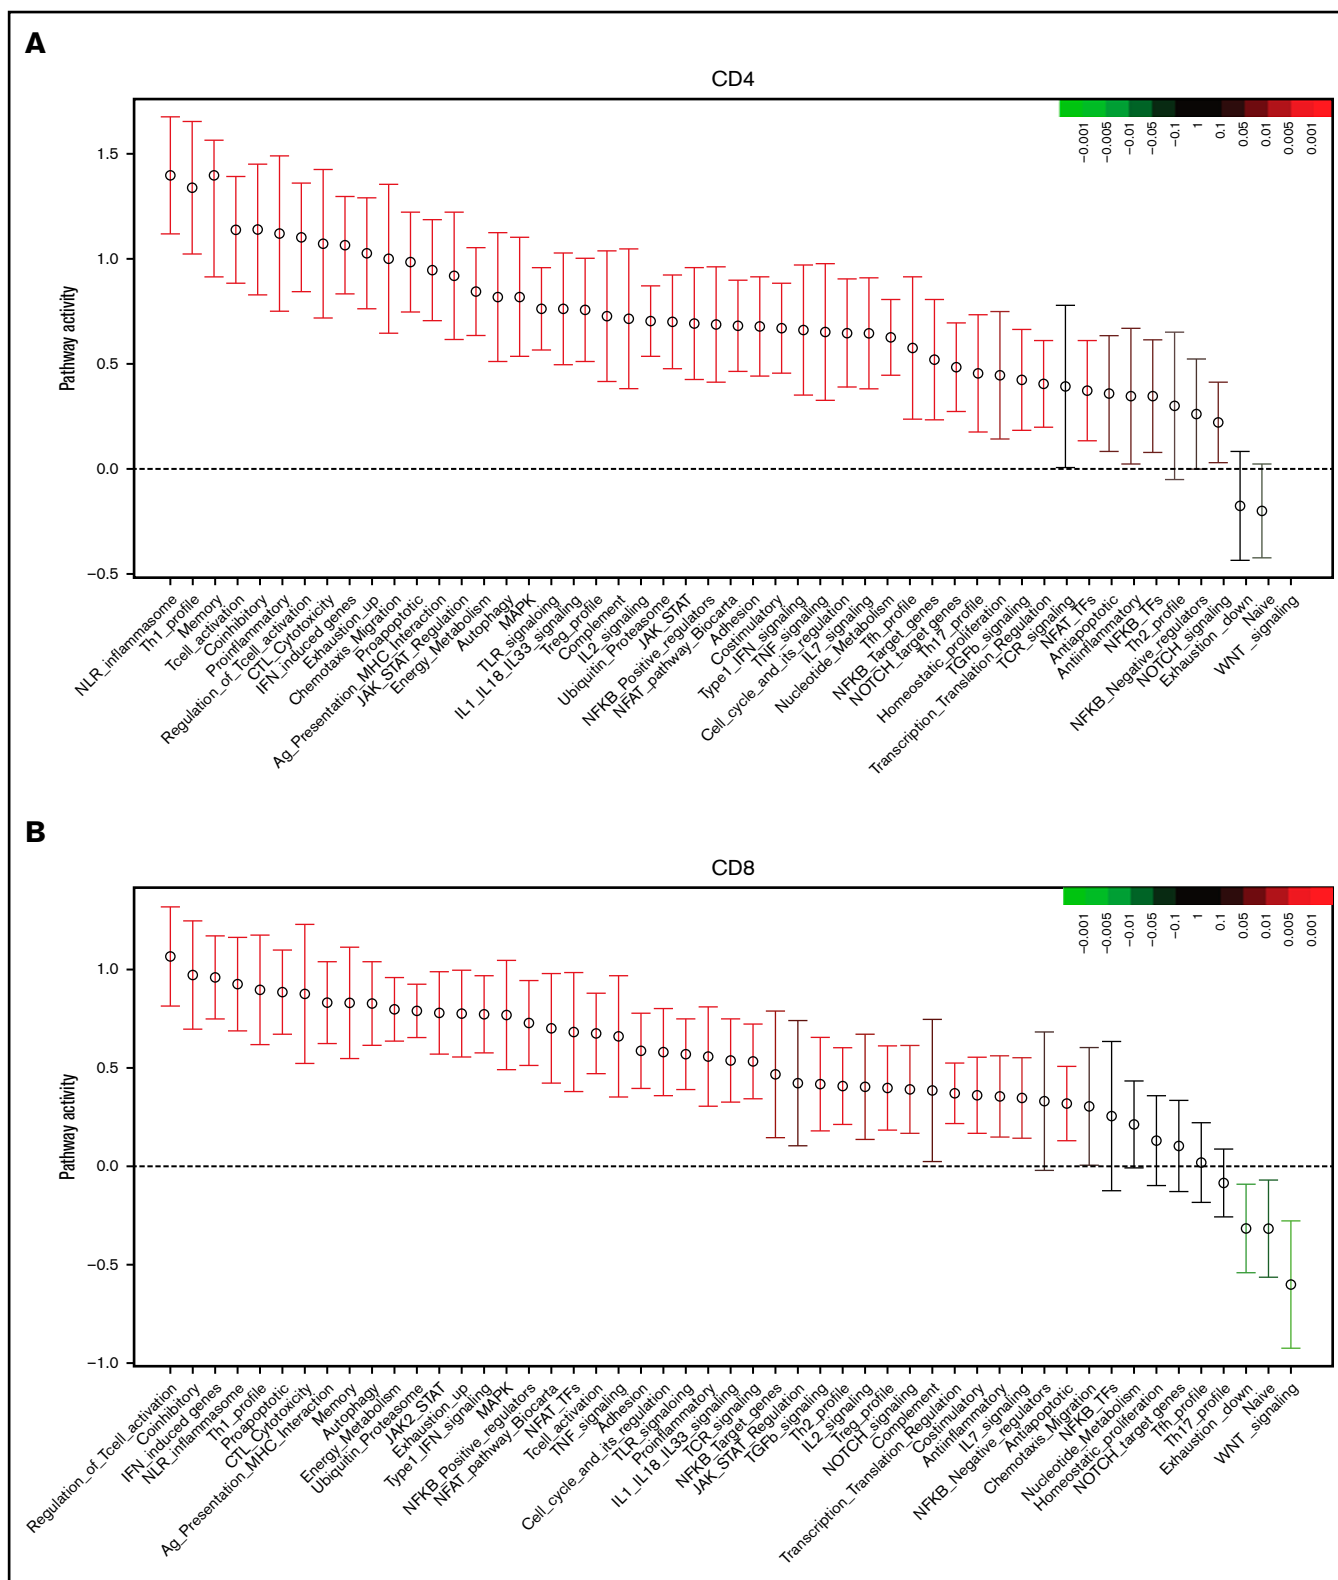 A
CD4
-0.001
-0.005
-0.01
-0.05
-0.1
1
0.1
0.05
0.01
0.005
0.001
Pathway activity
1.5
1.0
0.5
0.0
-0.5
NLR_inflammasome
Th1_profile
Memory
Tcell_activation
Coinhibitory
Proinflammatory
Regulation_of_Tcell_activation
CTL_Cytotoxicity
IFN_induced genes
Exhaustion_up
Chemotaxis_Migration
Proapoptotic
Ag_Presentation_MHC_Interaction
JAK_STAT_Regulation
Energy_Metabolism
Autophagy
MAPK
TLR_signaloing
IL1_IL18_IL33_signaling
Treg_profile
Complement
IL2_signaling
Ubiquitin_Proteasome
JAK_STAT
NFKB_Positive_regulators
NFAT_pathway_Biocarta
Adhesion
Costimulatory
Type1_IFN_signaling
TNF_signaling
Cell_cycle_and_its_regulation
IL7_signaling
Nucleotide_Metabolism
Tfh_profile
NFKB_Target_genes
NOTCH_target genes
Th17_profile
Homeostatic_proliferation
TGFb_signaling
Transcription_Translation_Regulation
TCR_signaling
NFAT_TFs
Antiapoptotic
Antiinflammatory
NFKB_TFs
Th2_profile
NFKB_Negative_regulators
NOTCH_signaling
Exhaustion_down
Naive
WNT_signaling
B
CD8
-0.001
-0.005
-0.01
-0.05
-0.1
1
0.1
0.05
0.01
0.005
0.001
Pathway activity
1.0
0.5
0.0
-0.5
-1.0
Regulation_of_Tcell_activation
Coinhibitory
IFN_induced genes
NLR_inflammasome
Th1_profile
Proapoptotic
CTL_Cytotoxicity
Ag_Presentation_MHC_Interaction
Memory
Autophagy
Energy_Metabolism
Ubiquitin_Proteasome
JAK2_STAT
Exhaustion_up
Type1_IFN_signaling
MAPK
NFKB_Positive_regulators
NFAT_pathway_Biocarta
NFAT_TFs
Tcell_activation
TNF_signaling
Adhesion
Cell_cycle_and_its_regulation
TLR_signaling
Proinflammatory
IL1_IL18_IL33_signaling
TCR_signaling
NFKB_Target_genes
JAK_STAT_Regulation
TGFb_signaling
Th2_profile
IL2_signaling
Treg_profile
NOTCH_signaling
Complement
Transcription_Translation_Regulation
Costimulatory
Antiinflammatory
IL7_signaling
NFKB_Negative_regulators
Antiapoptotic
Chemotaxis_Migration
NFKB_TFs
Nucleotide_Metabolism
Homeostatic_proliferation
NOTCH_target genes
Tfh_profile
Th17_profile
Exhaustion_down
Naive
WNT_signaling